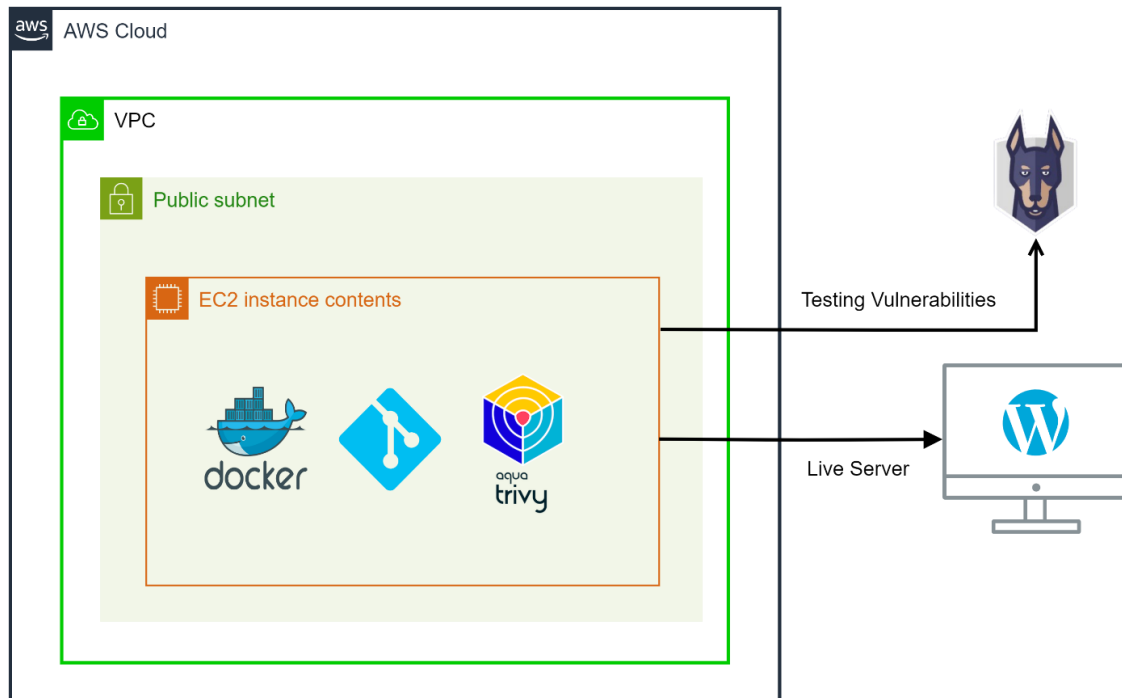 aws
AWS Cloud
VPC
Public subnet
EC2 instance contents
docker
aqua
trivy
Testing Vulnerabilities
Live Server